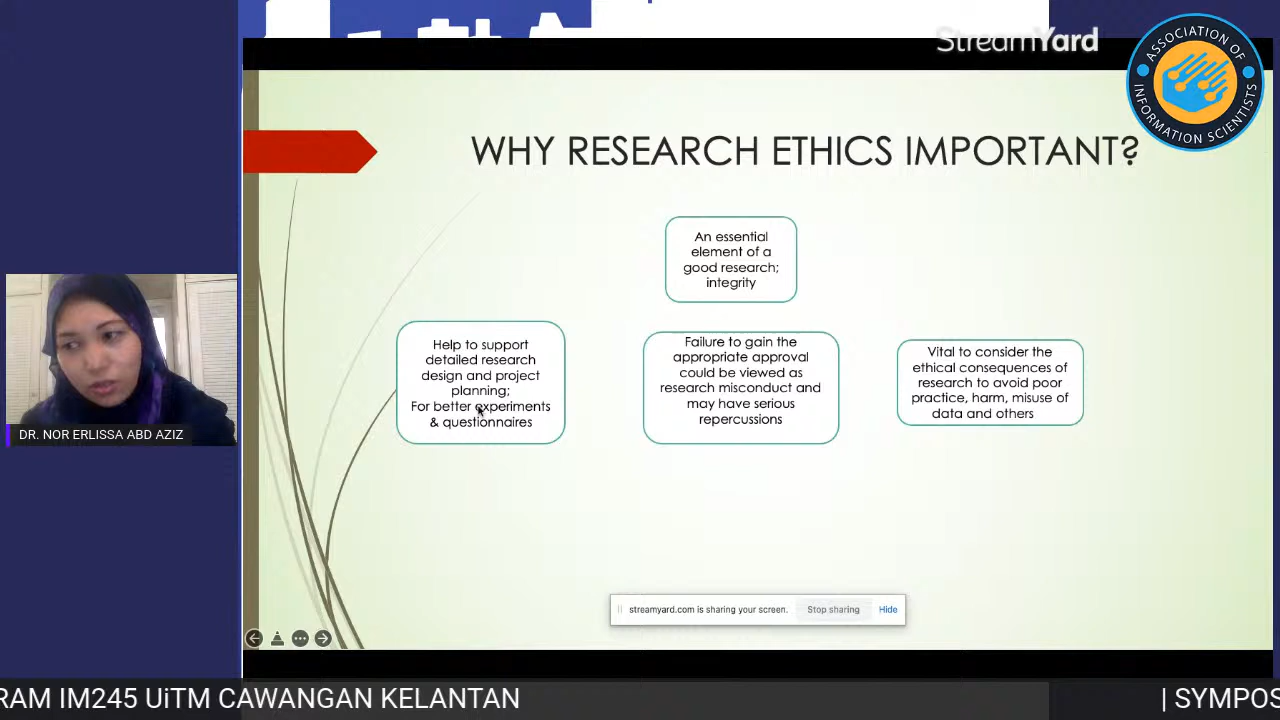 StreamYard
ASSOCIATION OF
INFORMATION SCIENTISTS
WHY RESEARCH ETHICS IMPORTANT?
An essential
element of a
good research;
integrity
Help to support
detailed research
design and project
planning;
For better experiments
& questionnaires
Failure to gain the
appropriate approval
could be viewed as
research misconduct and
may have serious
repercussions
Vital to consider the
ethical consequences of
research to avoid poor
practice, harm, misuse of
data and others
DR. NOR ERLISSA ABD AZIZ
streamyard.com is sharing your screen.
Stop sharing
Hide
RAM IM245 UiTM CAWANGAN KELANTAN
| SYMPOS